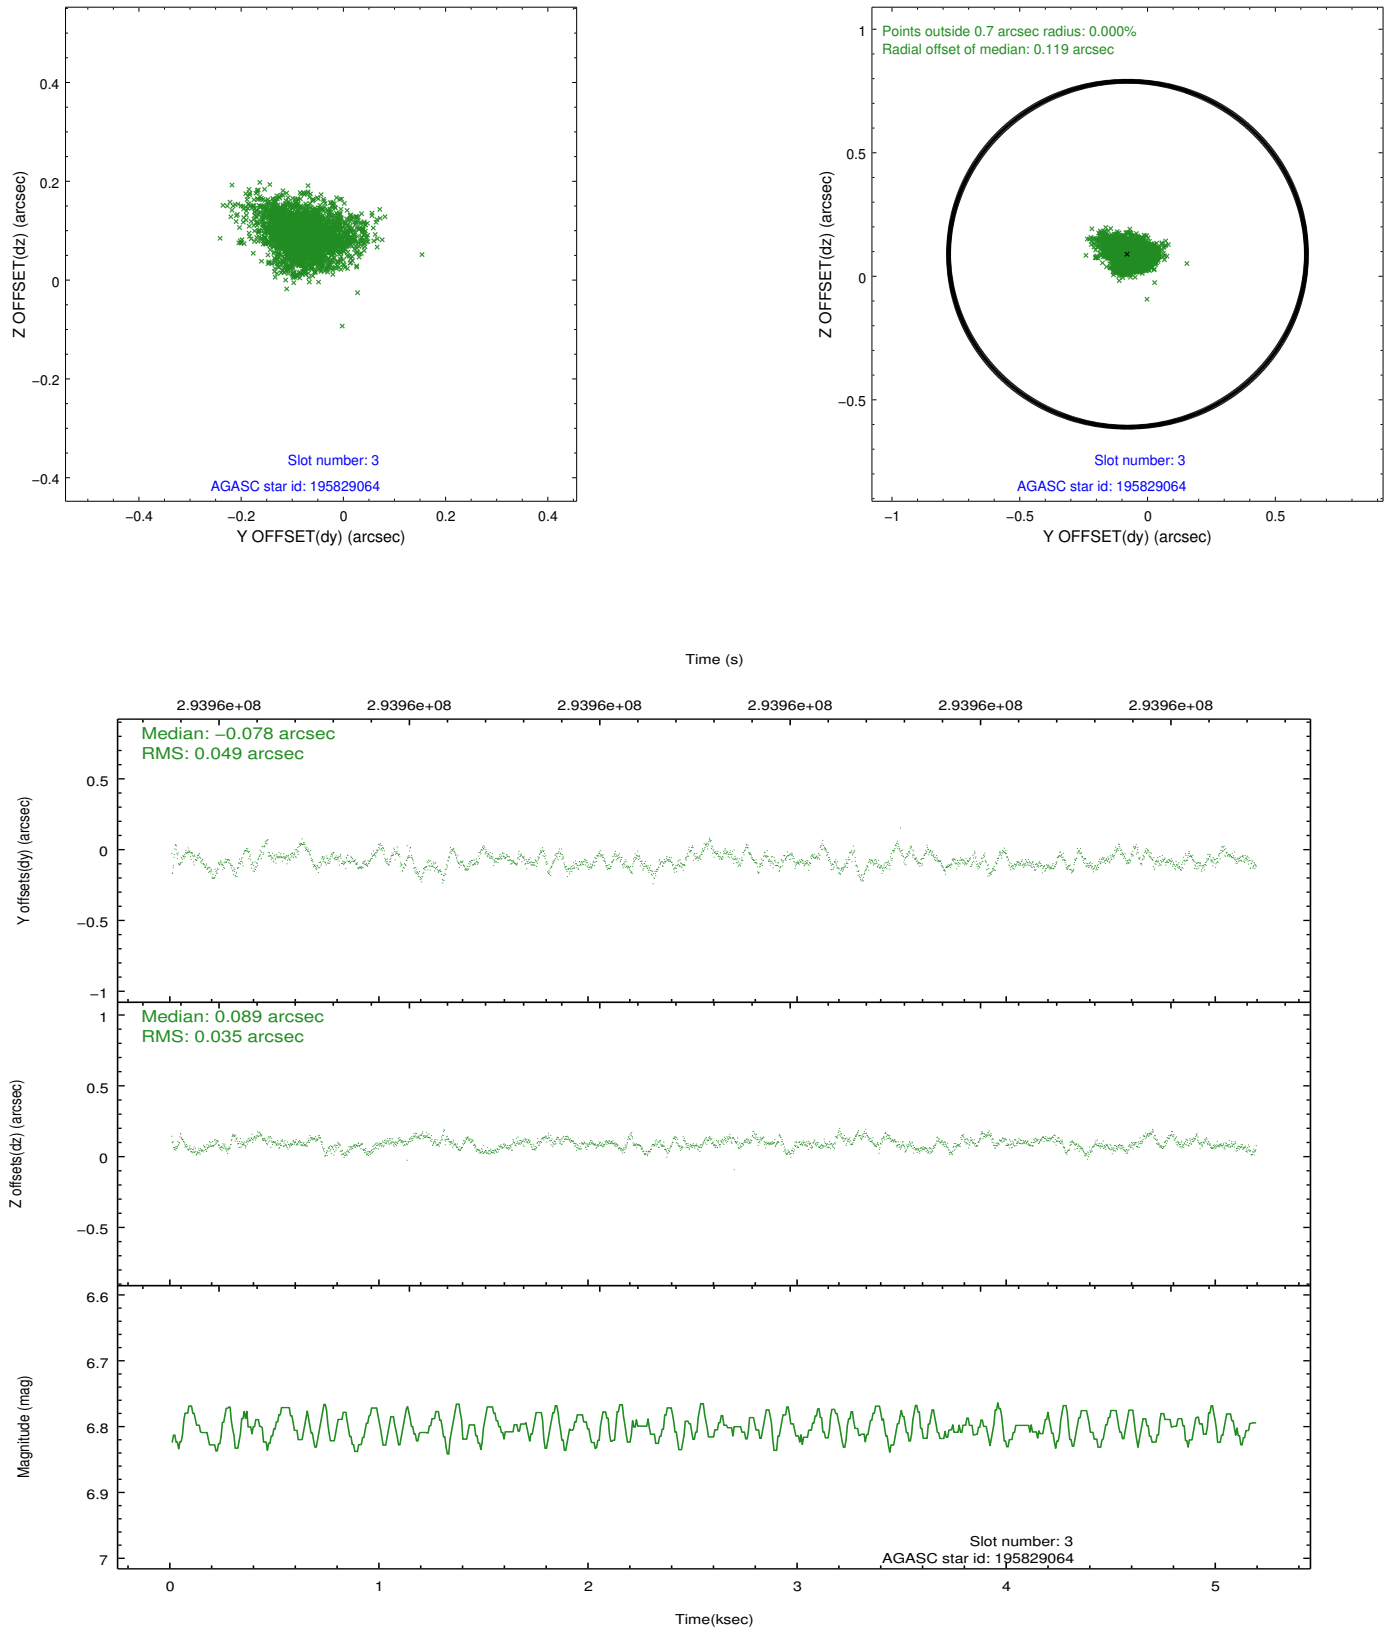 0.4
0.2
0
−0.2
−0.4
Z OFFSET(dz) (arcsec)
Slot number: 3
AGASC star id: 195829064
−0.4 −0.2 0 0.2 0.4
Y OFFSET(dy) (arcsec)
Points outside 0.7 arcsec radius: 0.000%
Radial offset of median: 0.119 arcsec
1
0.5
0
−0.5
Z OFFSET(dz) (arcsec)
Slot number: 3
AGASC star id: 195829064
−1 −0.5 0 0.5
Y OFFSET(dy) (arcsec)
Time (s)
2.9396e+08 2.9396e+08 2.9396e+08 2.9396e+08 2.9396e+08 2.9396e+08
Median: −0.078 arcsec
RMS: 0.049 arcsec
0.5
0
−0.5
−1
Y offsets(dy) (arcsec)
Median: 0.089 arcsec
RMS: 0.035 arcsec
1
0.5
0
−0.5
Z offsets(dz) (arcsec)
6.6
6.7
6.8
6.9
7
Magnitude (mag)
Slot number: 3
AGASC star id: 195829064
0 1 2 3 4 5
Time(ksec)